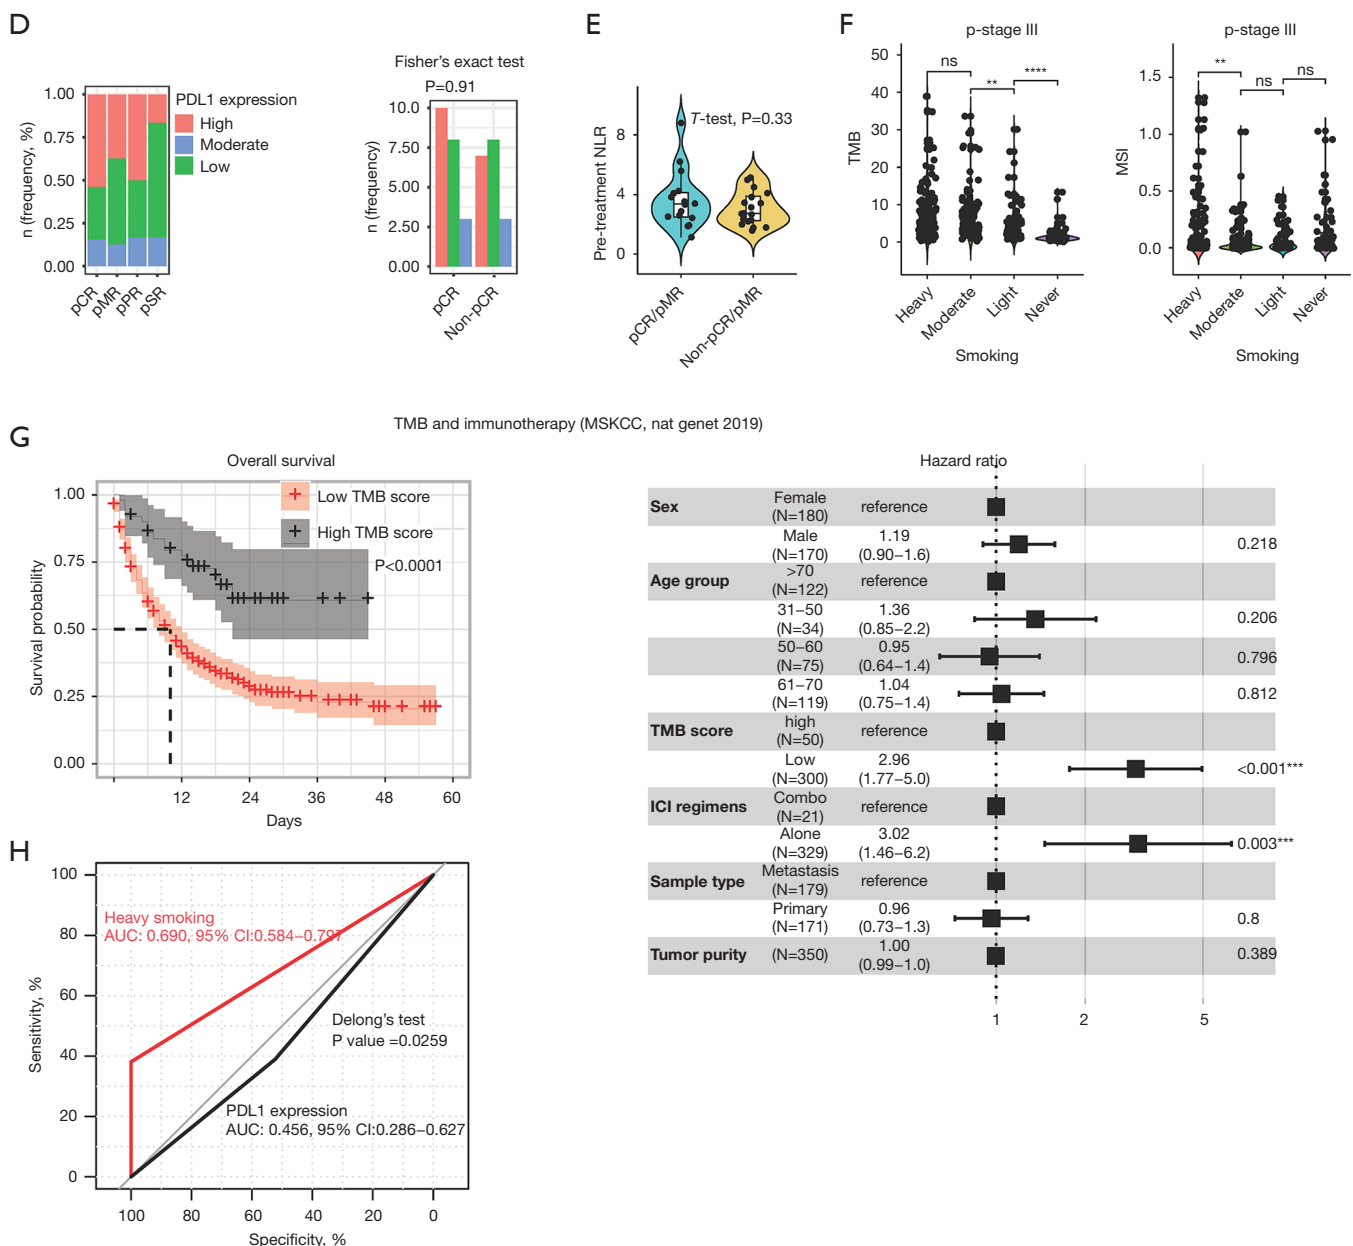 D
n (frequency, %)
1.00
0.75
0.50
0.25
0.00
pCR
pMR
pPR
pSR
PDL1 expression
High
Moderate
Low
Fisher's exact test
P=0.91
n (frequency)
10.0
7.50
5.00
2.50
0.00
pCR
Non-pCR
E
Pre-treatment NLR
8
4
0
T-test, P=0.33
pCR/pMR
Non-pCR/pMR
F
p-stage III
TMB
50
40
30
20
10
0
ns
**
****
Heavy
Moderate
Light
Never
Smoking
p-stage III
MSI
1.5
1.0
0.5
0.0
**
ns
ns
Heavy
Moderate
Light
Never
Smoking
G
TMB and immunotherapy (MSKCC, nat genet 2019)
Overall survival
Survival probability
1.00
0.75
0.50
0.25
0.00
Low TMB score
High TMB score
P<0.0001
12
24
36
48
60
Days
Hazard ratio
Sex
Female
(N=180)
reference
Male
(N=170)
1.19
(0.90−1.6)
0.218
Age group
>70
(N=122)
reference
31−50
(N=34)
1.36
(0.85−2.2)
0.206
50−60
(N=75)
0.95
(0.64−1.4)
0.796
61−70
(N=119)
1.04
(0.75−1.4)
0.812
TMB score
high
(N=50)
reference
Low
(N=300)
2.96
(1.77−5.0)
<0.001***
ICI regimens
Combo
(N=21)
reference
Alone
(N=329)
3.02
(1.46−6.2)
0.003***
Sample type
Metastasis
(N=179)
reference
Primary
(N=171)
0.96
(0.73−1.3)
0.8
Tumor purity
(N=350)
1.00
(0.99−1.0)
0.389
1
2
5
H
Sensitivity, %
100
80
60
40
20
0
Heavy smoking
AUC: 0.690, 95% CI:0.584−0.797
Delong's test
P value =0.0259
PDL1 expression
AUC: 0.456, 95% CI:0.286−0.627
100
80
60
40
20
0
Specificity, %